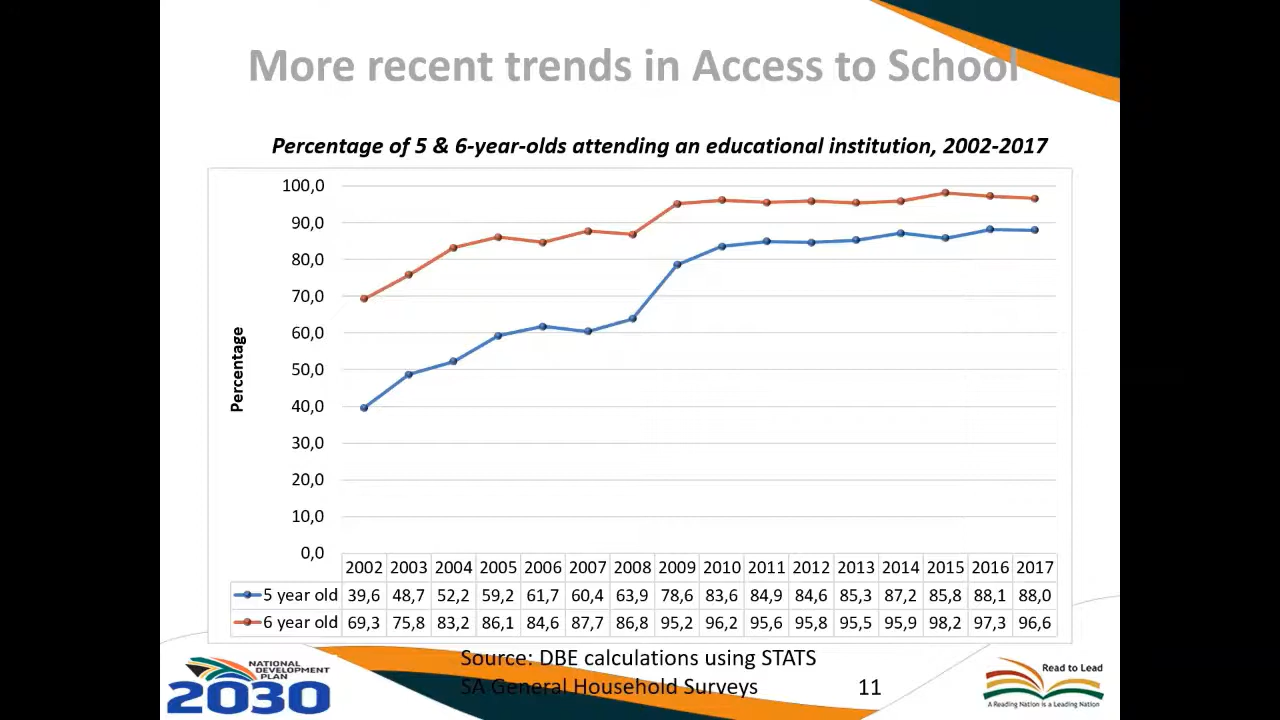 More recent trends in Access to School
Percentage of 5 & 6-year-olds attending an educational institution, 2002-2017
Percentage
100,0
90,0
80,0
70,0
60,0
50,0
40,0
30,0
20,0
10,0
0,0
2002 2003 2004 2005 2006 2007 2008 2009 2010 2011 2012 2013 2014 2015 2016 2017
5 year old 39,6 48,7 52,2 59,2 61,7 60,4 63,9 78,6 83,6 84,9 84,6 85,3 87,2 85,8 88,1 88,0
6 year old 69,3 75,8 83,2 86,1 84,6 87,7 86,8 95,2 96,2 95,6 95,8 95,5 95,9 98,2 97,3 96,6
Source: DBE calculations using STATS
SA General Household Surveys
11
NATIONAL
DEVELOPMENT
PLAN
2030
Read to Lead
A Reading Nation is a Leading Nation